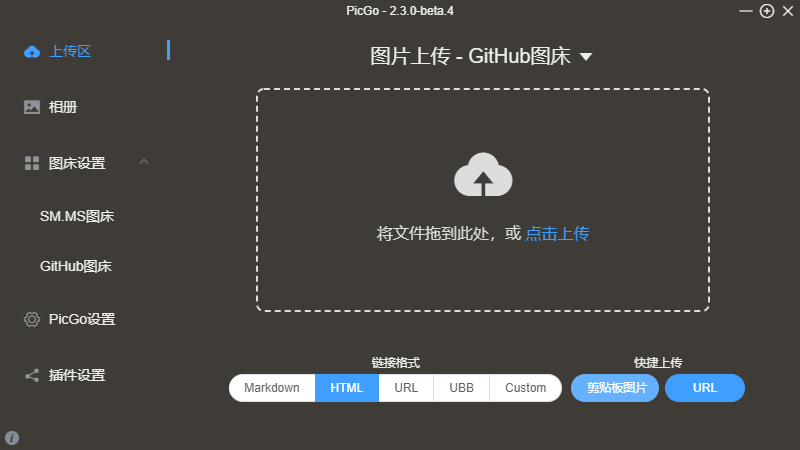 PicGo - 2.3.0-beta.4
上传区
相册
图床设置
SM.MS图床
GitHub图床
PicGo设置
插件设置
图片上传 - GitHub图床
将文件拖到此处，或 点击上传
链接格式
Markdown HTML URL UBB Custom
快捷上传
剪贴板图片 URL